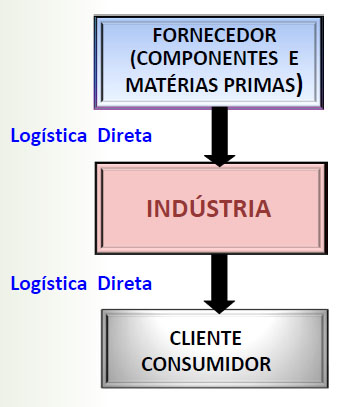 FORNECEDOR
(COMPONENTES E
MATÉRIAS PRIMAS)
Logística Direta
INDÚSTRIA
Logística Direta
CLIENTE
CONSUMIDOR